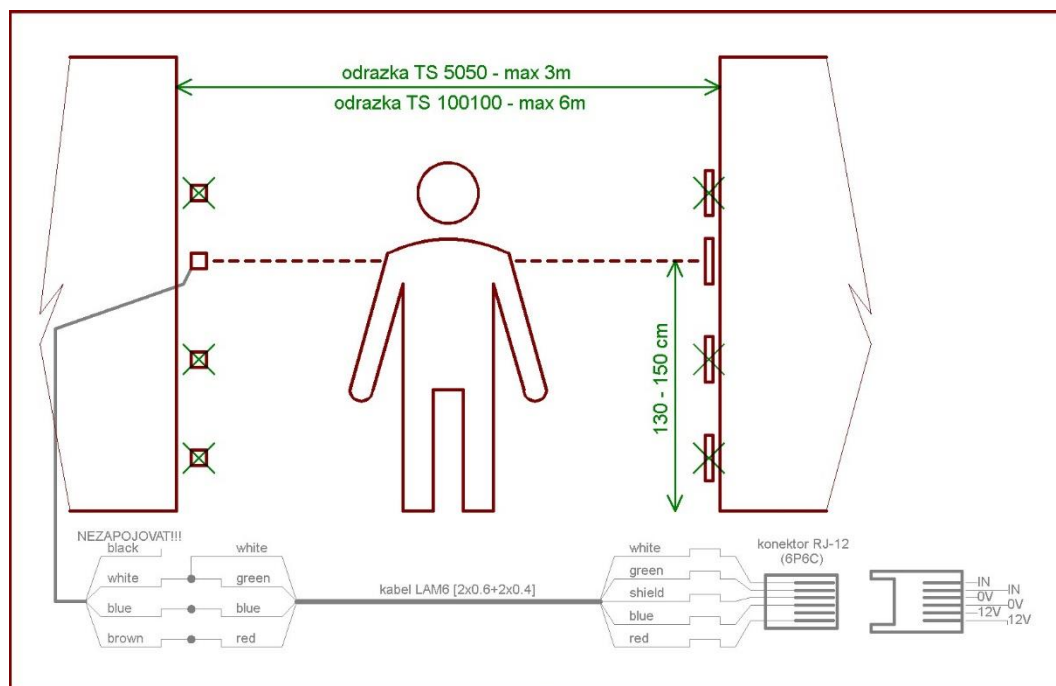 odrazka TS 5050 - max 3m
odrazka TS 100100 - max 6m
130 - 150 cm
NEZAPOJOVAT!!!
black
white
white
green
blue
blue
brown
red
kabel LAM6 [2x0.6+2x0.4]
white
green
shield
blue
red
konektor RJ-12
(6P6C)
IN
IN
0V
0V
12V
12V